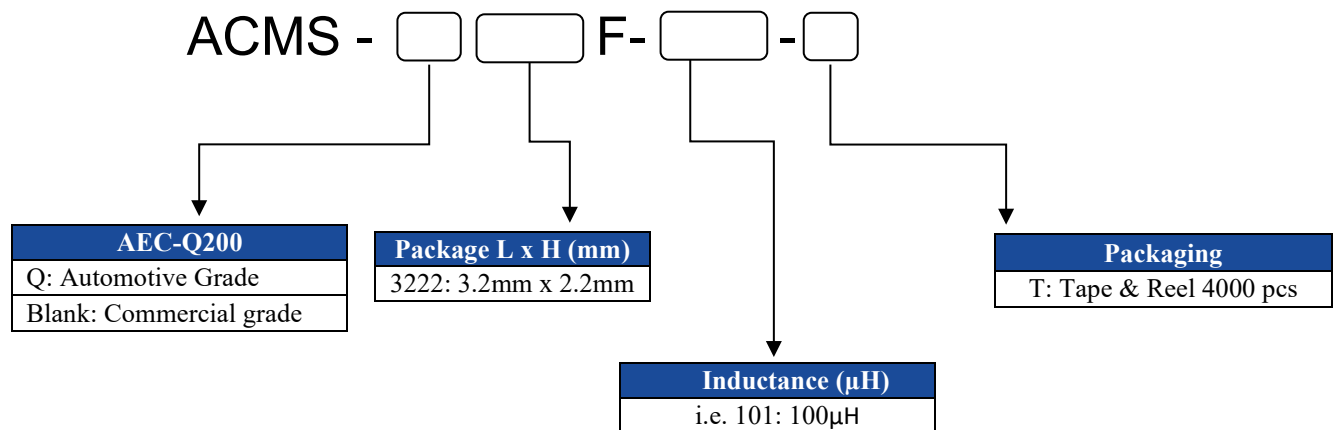 ACMS - F- -
AEC-Q200
Q: Automotive Grade
Blank: Commercial grade
Package L x H (mm)
3222: 3.2mm x 2.2mm
Packaging
T: Tape & Reel 4000 pcs
Inductance (µH)
i.e. 101: 100µH